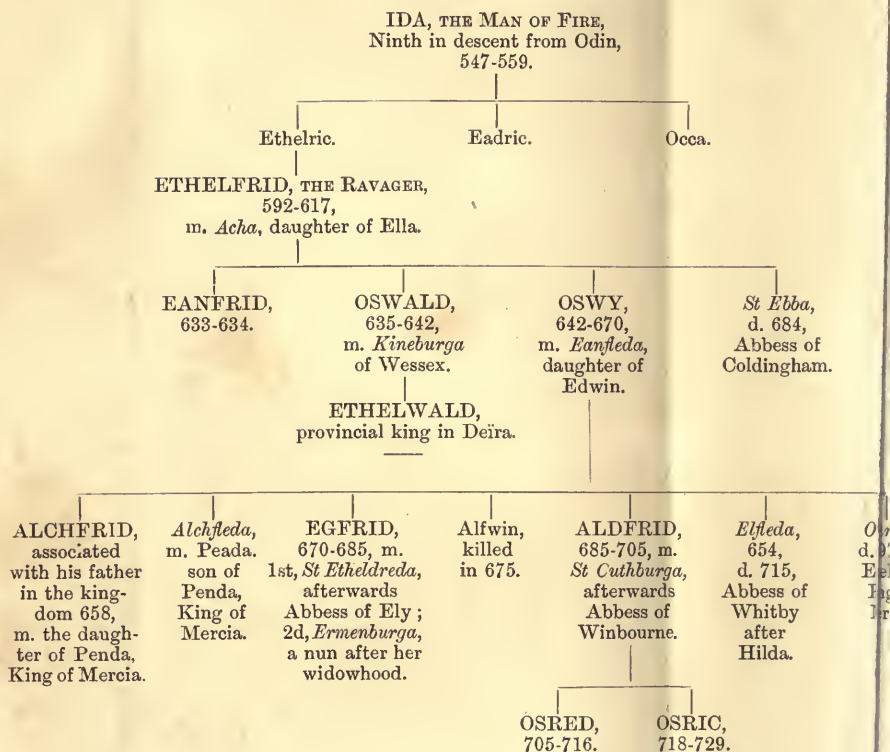 IDA, THE MAN OF FIRE,
Ninth in descent from Odin,
547-559.
Ethelric.
Eadric.
Occa.
ETHELFRID, THE RAVAGER,
592-617,
m. Acha, daughter of Ella.
EANFRID,
633-634.
OSWALD,
635-642,
m. Kineburga
of Wessex.
OSWY,
642-670,
m. Eanfleda,
daughter of
Edwin.
St Ebba,
d. 684,
Abbess of
Coldingham.
ETHELWALD,
provincial king in Deïra.
ALCHFRID,
associated
with his father
in the king-
dom 658,
m. the daugh-
ter of Penda,
King of Mercia.
Alchfleda,
m. Peada.
son of
Penda,
King of
Mercia.
EGFRID,
670-685, m.
1st, St Etheldreda,
afterwards
Abbess of Ely ;
2d, Ermenburga,
a nun after her
widowhood.
Alfwin,
killed
in 675.
ALDFRID,
685-705, m.
St Cuthburga,
afterwards
Abbess of
Winbourne.
Elfleda,
654,
d. 715,
Abbess of
Whitby
after
Hilda.
d.
OSRED,
705-716.
OSRIC,
718-729.